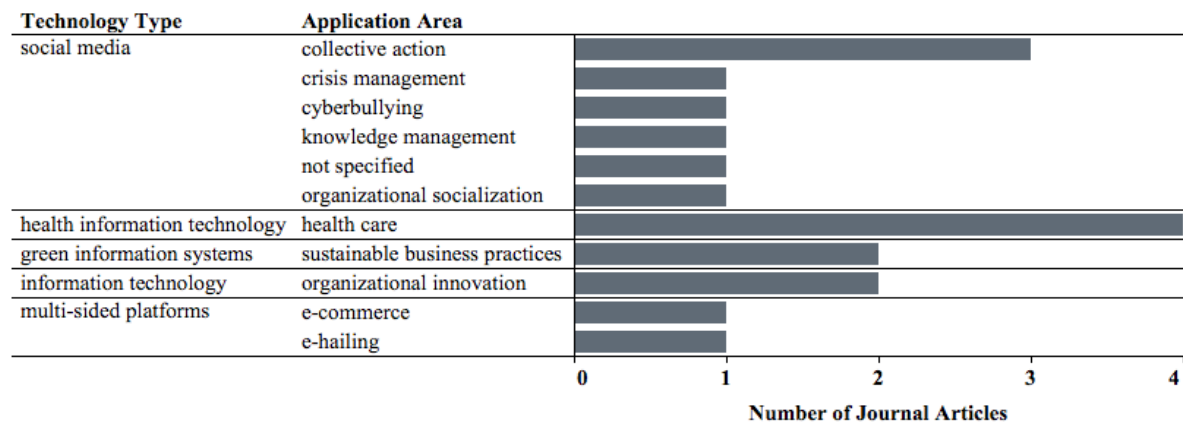 Technology Type Application Area
social media collective action
crisis management
cyberbullying
knowledge management
not specified
organizational socialization
health information technology health care
green information systems sustainable business practices
information technology organizational innovation
multi-sided platforms e-commerce
e-hailing
0 1 2 3 4
Number of Journal Articles